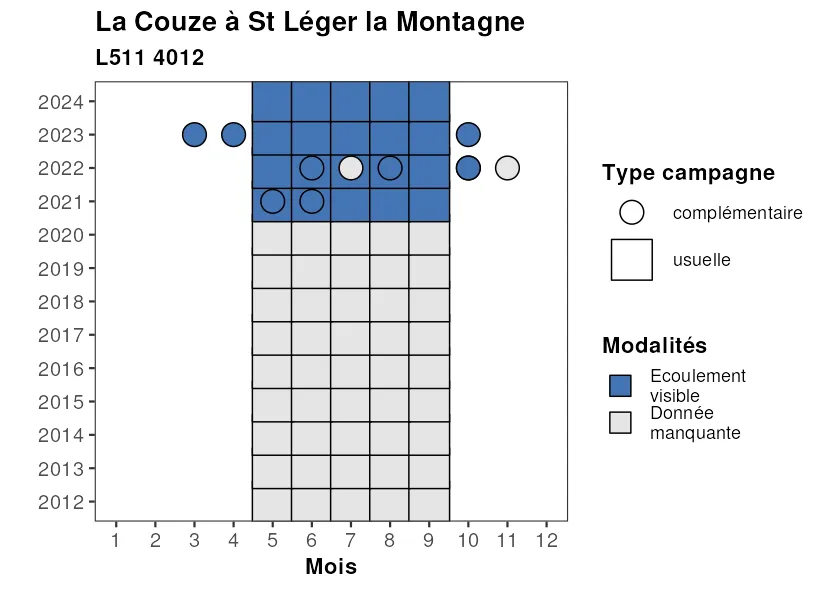 La Couze à St Léger la Montagne
L511 4012
2024
2023
2022
2021
2020
2019
2018
2017
2016
2015
2014
2013
2012
1 2 3 4 5 6 7 8 9 10 11 12
Mois
Type campagne
complémentaire
usuelle
Modalités
Ecoulement
visible
Donnée
manquante